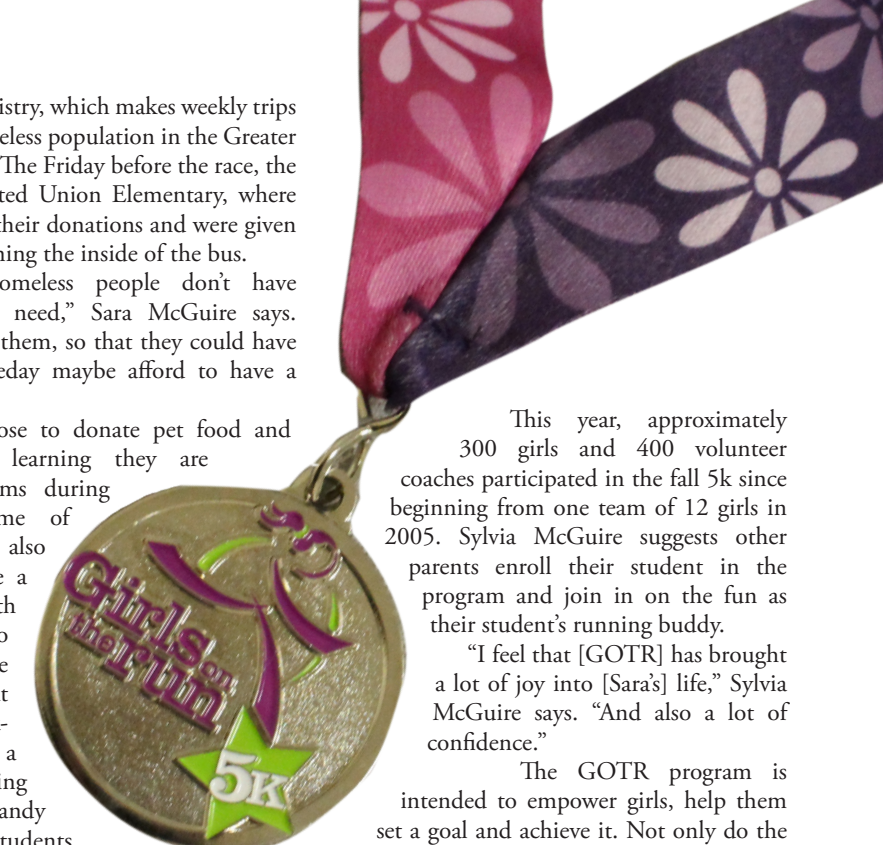 istry, which makes weekly trips
eless population in the Greater
The Friday before the race, the
ted Union Elementary, where
their donations and were given
ning the inside of the bus.
omeless people don’t have
need,” Sara McGuire says.
them, so that they could have
eday maybe afford to have a
ose to donate pet food and
learning they are
ms during
me of
also
e a
th
o
e
t
-
a
ing
andy
tudents
Girls on
the run
5K
This year, approximately
300 girls and 400 volunteer
coaches participated in the fall 5k since
beginning from one team of 12 girls in
2005. Sylvia McGuire suggests other
parents enroll their student in the
program and join in on the fun as
their student’s running buddy.
“I feel that [GOTR] has brought
a lot of joy into [Sara’s] life,” Sylvia
McGuire says. “And also a lot of
confidence.”
The GOTR program is
intended to empower girls, help them
set a goal and achieve it. Not only do the